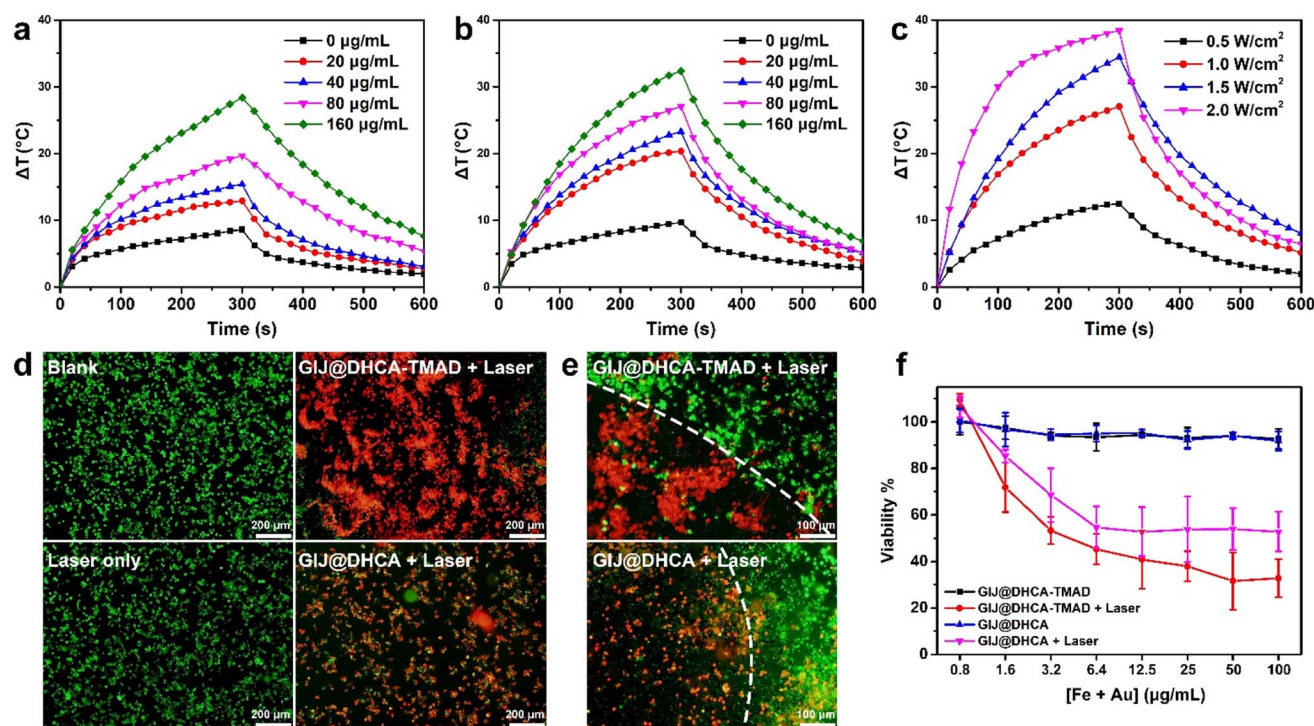 a
40
30
20
10
0
ΔT (°C)
0 µg/mL
20 µg/mL
40 µg/mL
80 µg/mL
160 µg/mL
0 100 200 300 400 500 600
Time (s)
b
40
30
20
10
0
ΔT (°C)
0 µg/mL
20 µg/mL
40 µg/mL
80 µg/mL
160 µg/mL
0 100 200 300 400 500 600
Time (s)
c
40
30
20
10
0
ΔT (°C)
0.5 W/cm²
1.0 W/cm²
1.5 W/cm²
2.0 W/cm²
0 100 200 300 400 500 600
Time (s)
d
Blank
200 µm
GIJ@DHCA-TMAD + Laser
200 µm
Laser only
200 µm
GIJ@DHCA + Laser
200 µm
e
GIJ@DHCA-TMAD + Laser
100 µm
GIJ@DHCA + Laser
100 µm
f
100
80
60
40
20
0
Viability %
GIJ@DHCA-TMAD
GIJ@DHCA-TMAD + Laser
GIJ@DHCA
GIJ@DHCA + Laser
0.8 1.6 3.2 6.4 12.5 25 50 100
[Fe + Au] (µg/mL)